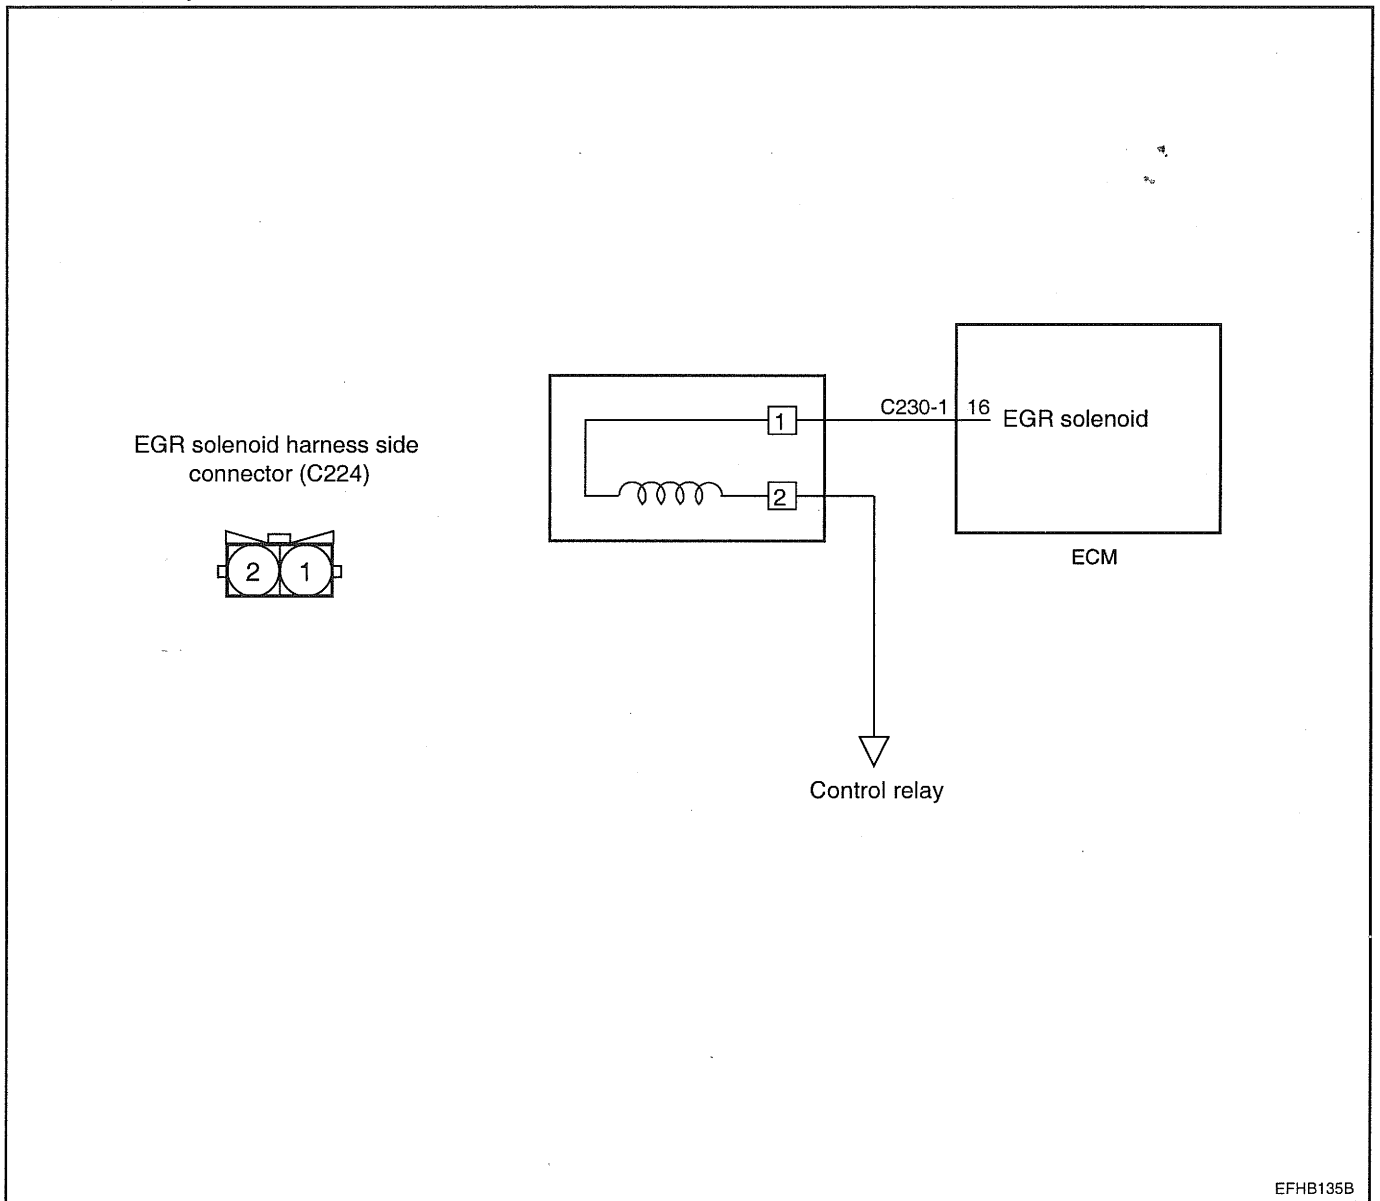 EGR solenoid harness side
connector (C224)
2 1
1
2
C230-1 16
EGR solenoid
ECM
Control relay
EFHB135B